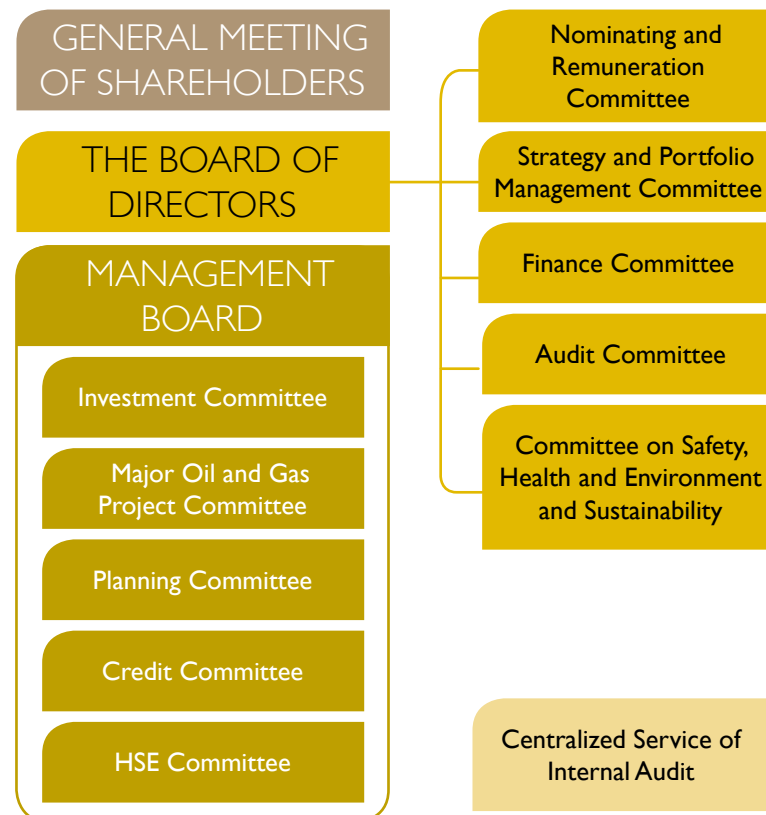 GENERAL MEETING
OF SHAREHOLDERS
THE BOARD OF
DIRECTORS
MANAGEMENT
BOARD
Investment Committee
Major Oil and Gas
Project Committee
Planning Committee
Credit Committee
HSE Committee
Nominating and
Remuneration
Committee
Strategy and Portfolio
Management Committee
Finance Committee
Audit Committee
Committee on Safety,
Health and Environment
and Sustainability
Centralized Service of
Internal Audit